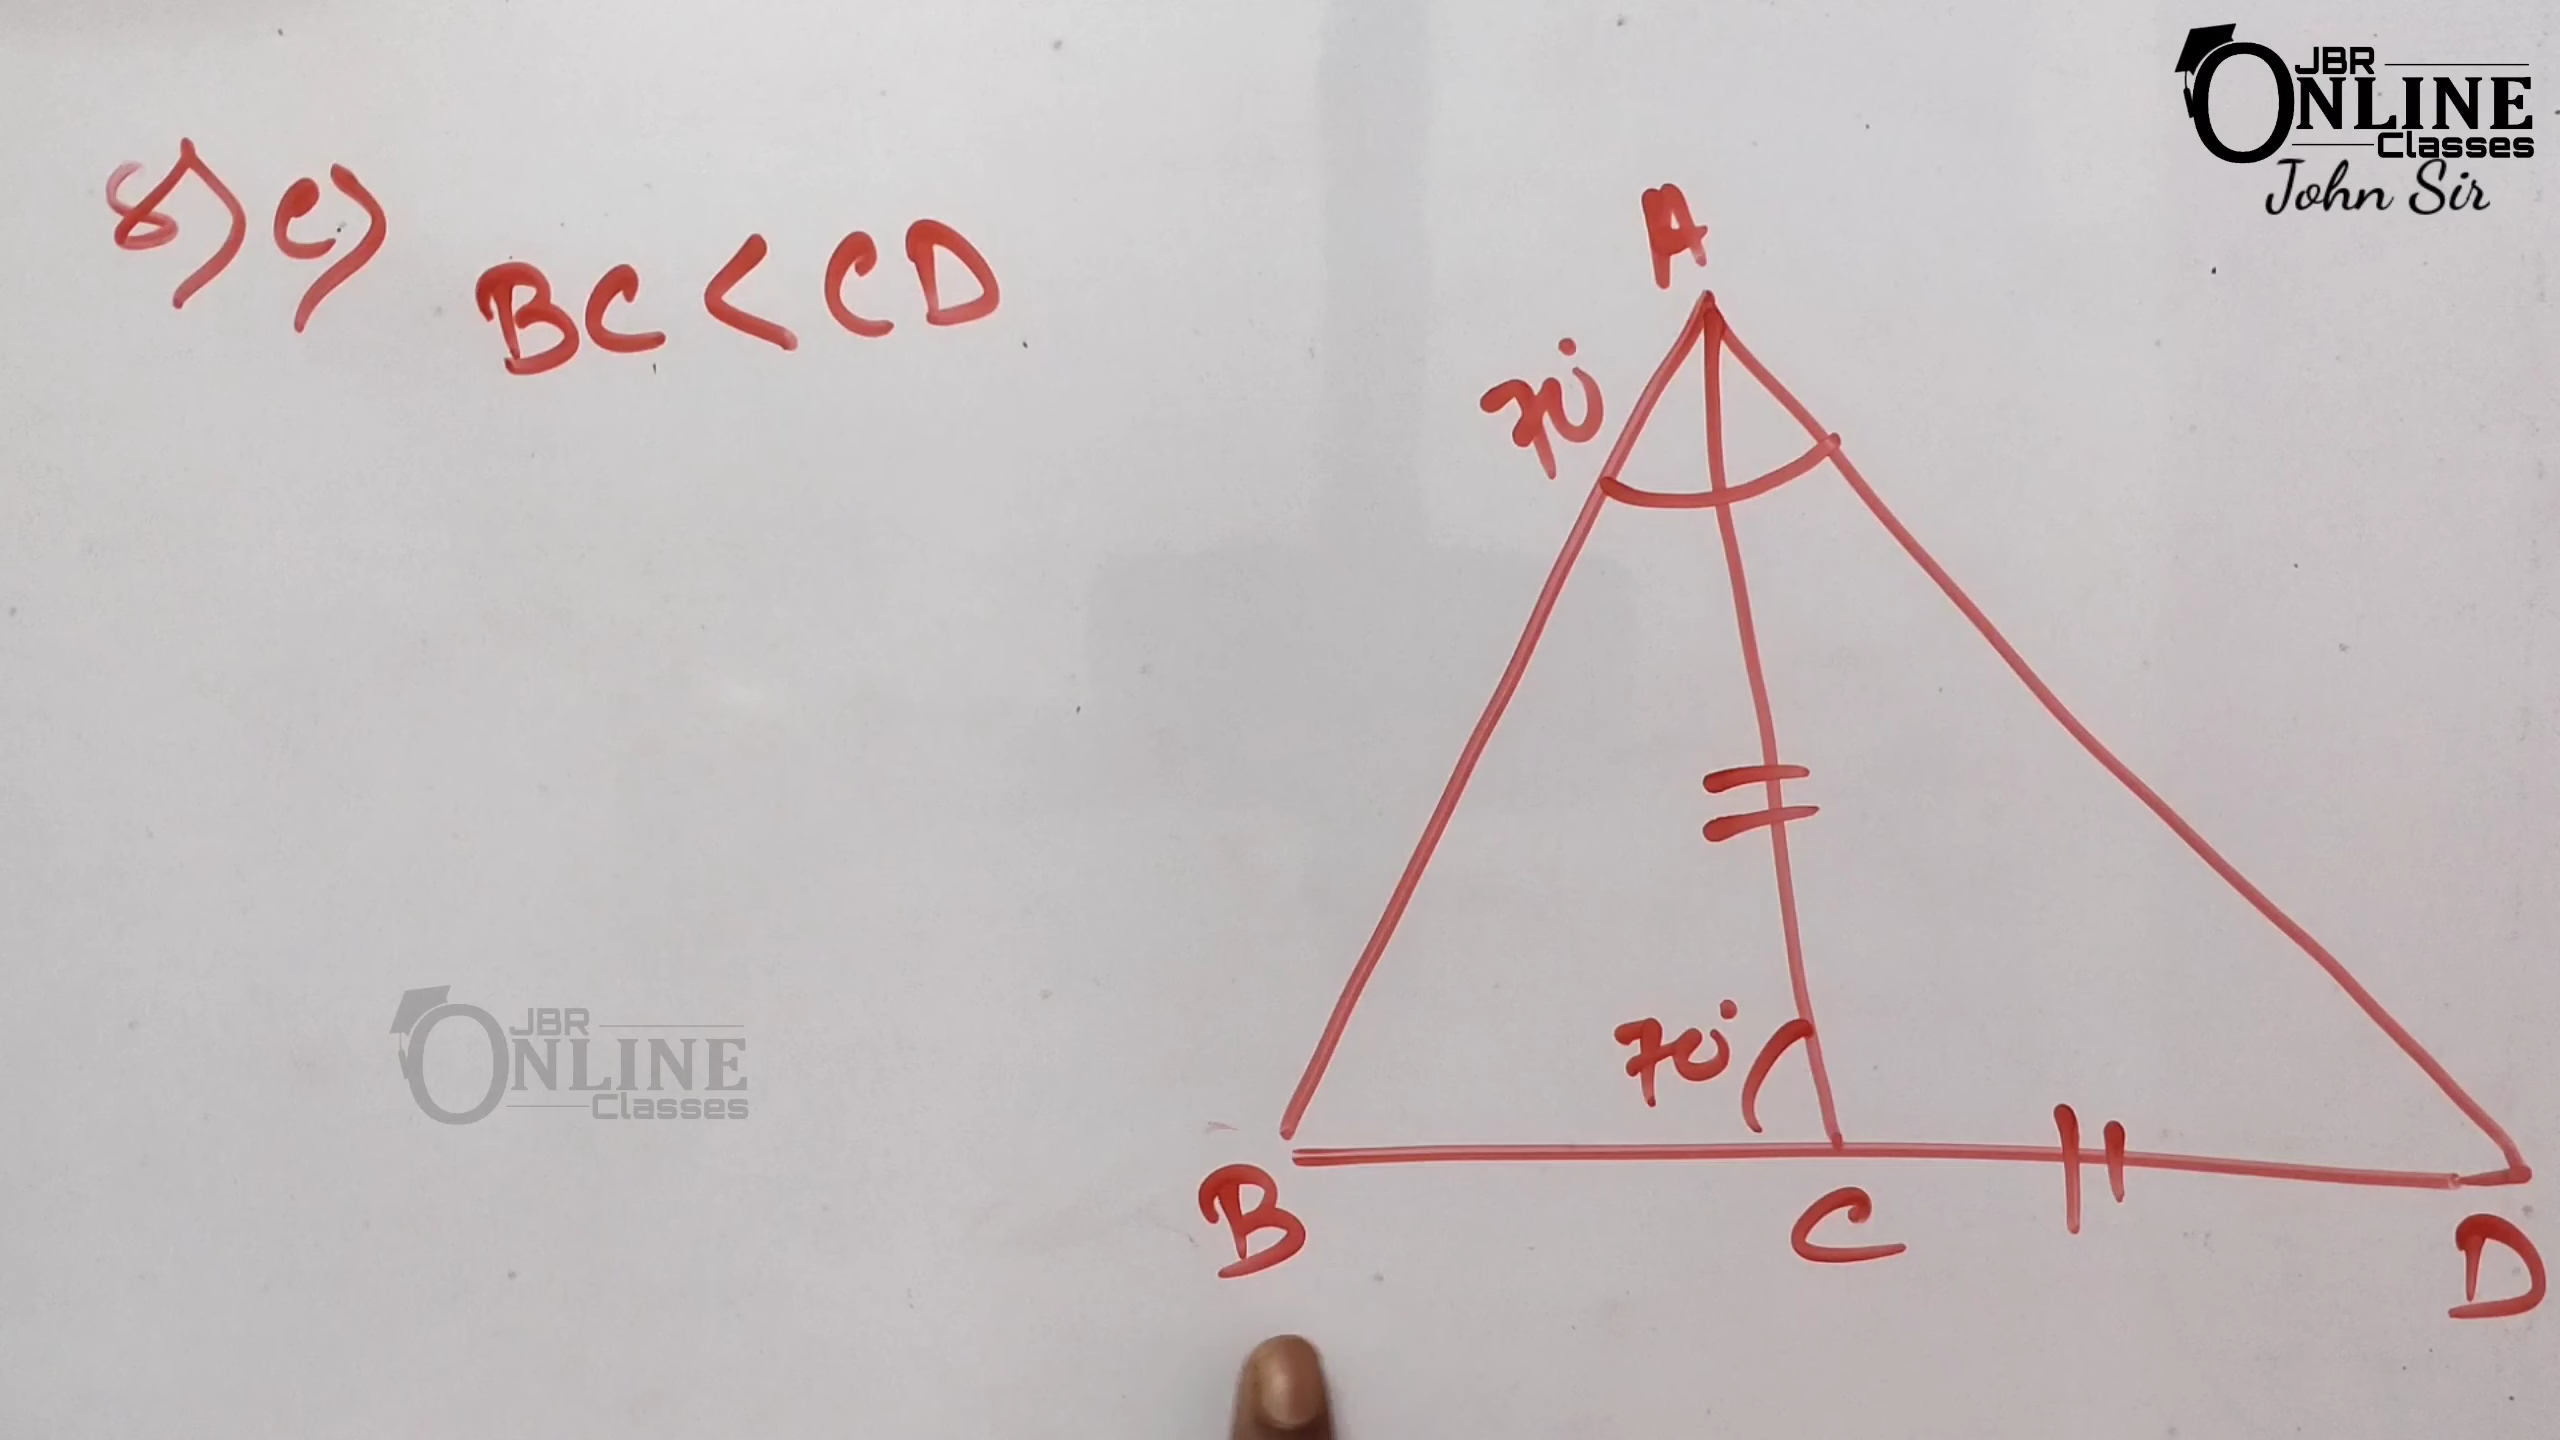 JBR
ONLINE
Classes
John Sir
8) c)
BC < CD
A
70°
70°
B
C
D
JBR
ONLINE
Classes